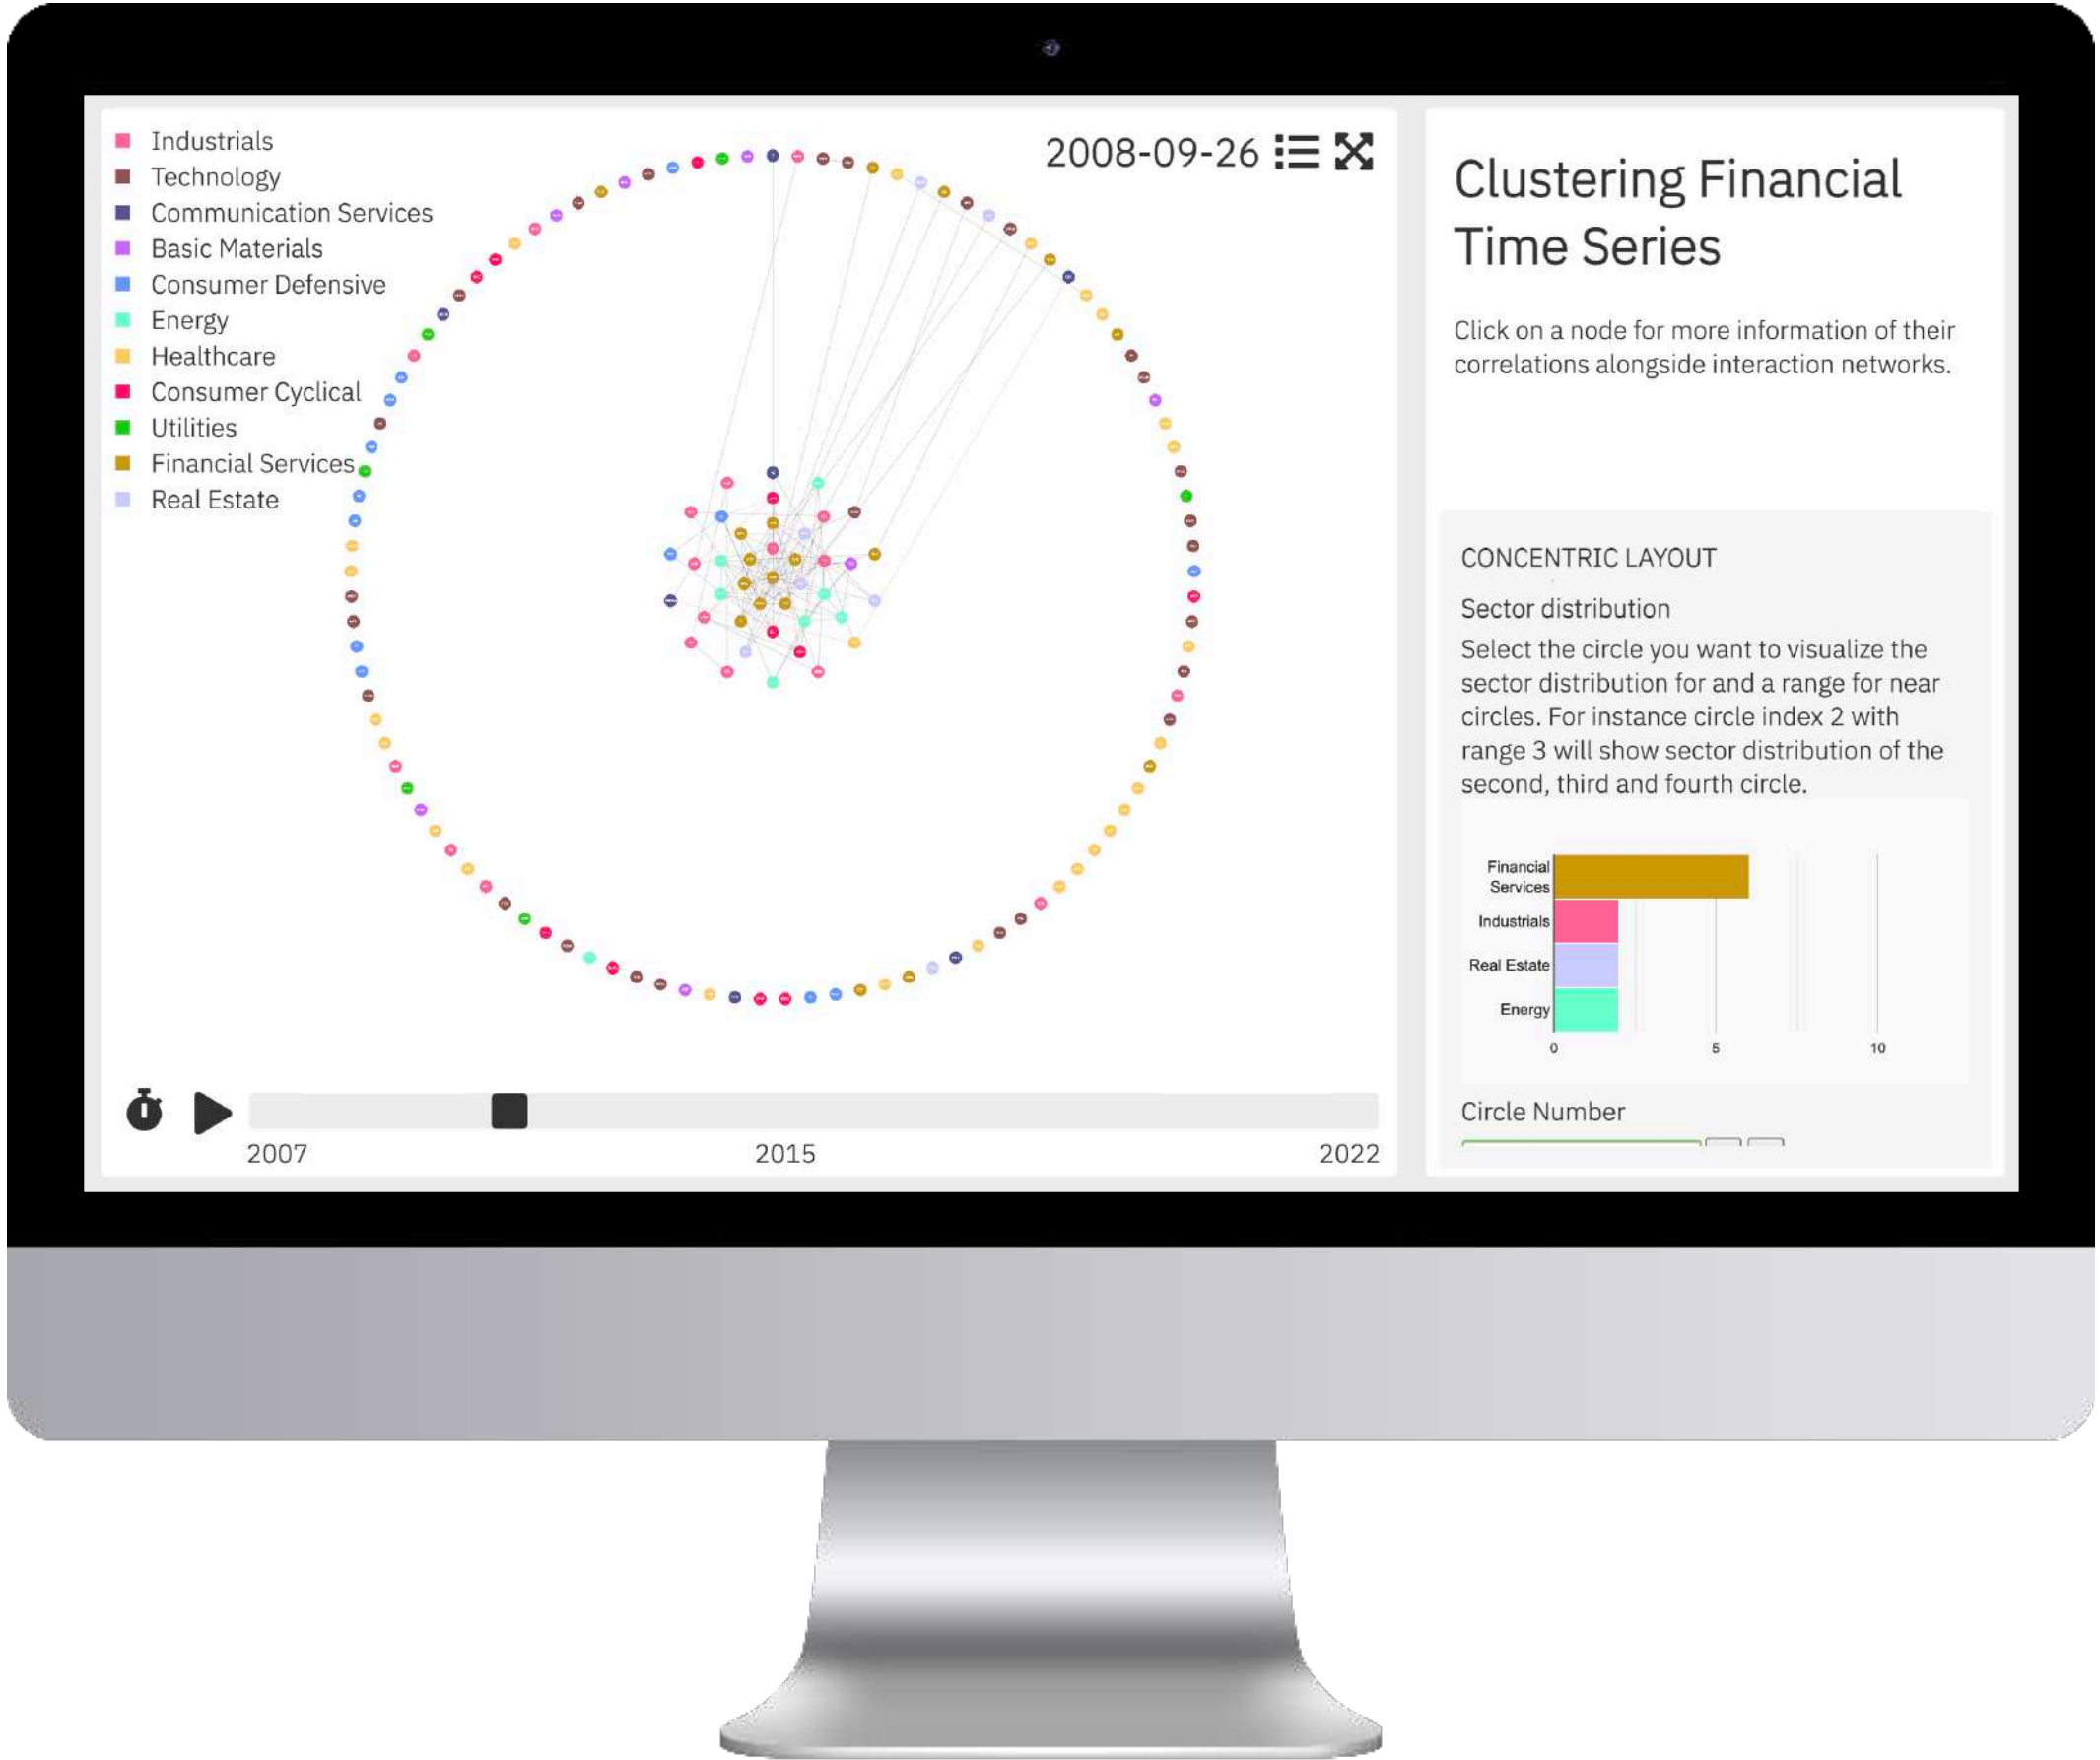 Industrials
Technology
Communication Services
Basic Materials
Consumer Defensive
Energy
Healthcare
Consumer Cyclical
Utilities
Financial Services
Real Estate
2008-09-26
2007
2015
2022
Clustering Financial
Time Series
Click on a node for more information of their
correlations alongside interaction networks.
CONCENTRIC LAYOUT
Sector distribution
Select the circle you want to visualize the
sector distribution for and a range for near
circles. For instance circle index 2 with
range 3 will show sector distribution of the
second, third and fourth circle.
Financial
Services
Industrials
Real Estate
Energy
0
5
10
Circle Number